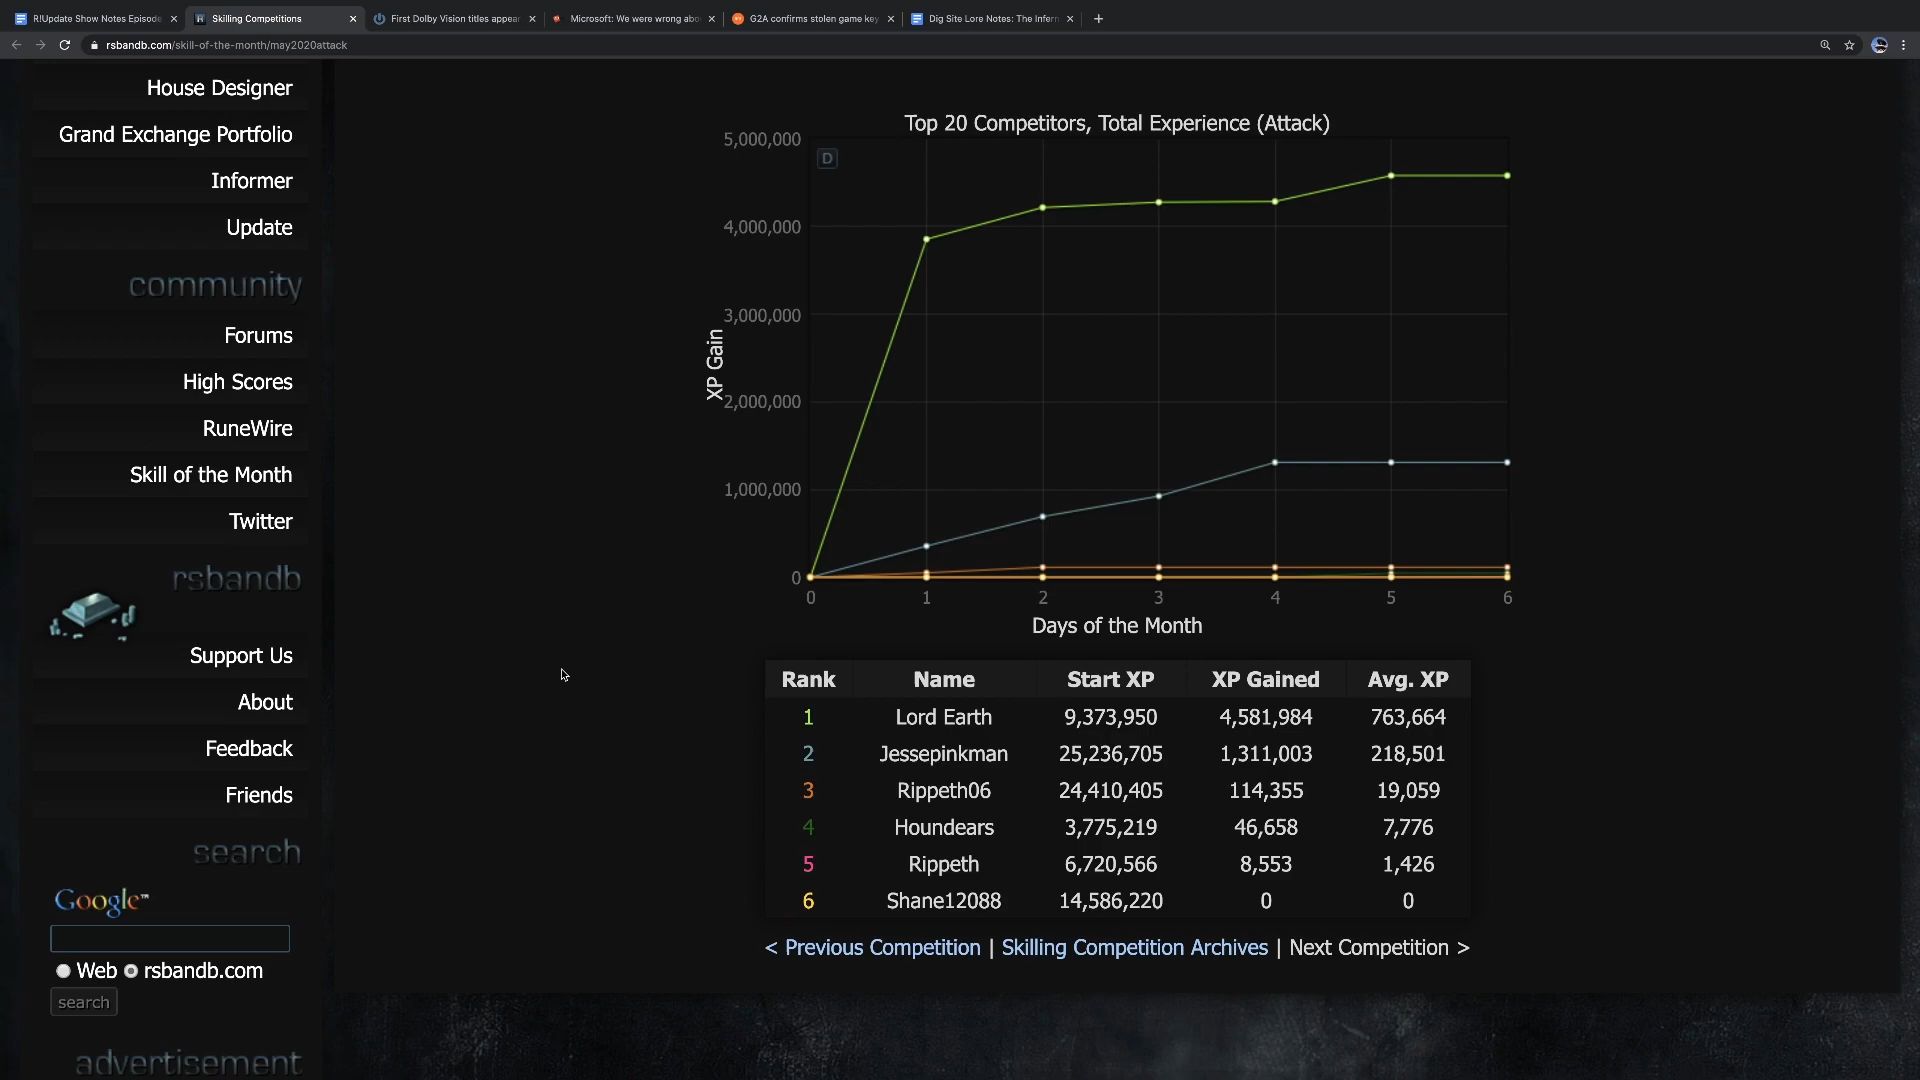 R!Update Show Notes Episode
Skilling Competitions
First Dolby Vision titles appear
Microsoft: We were wrong abo
G2A confirms stolen game key
Dig Site Lore Notes: The Infern
rsbandb.com/skill-of-the-month/may2020attack
House Designer
Grand Exchange Portfolio
Informer
Update
community
Forums
High Scores
RuneWire
Skill of the Month
Twitter
rsbandb
Support Us
About
Feedback
Friends
search
Google™
Web rsbandb.com
search
advertisement
Top 20 Competitors, Total Experience (Attack)
D
5,000,000
4,000,000
3,000,000
2,000,000
1,000,000
0
XP Gain
0 1 2 3 4 5 6
Days of the Month
Rank Name Start XP XP Gained Avg. XP
1 Lord Earth 9,373,950 4,581,984 763,664
2 Jessepinkman 25,236,705 1,311,003 218,501
3 Rippeth06 24,410,405 114,355 19,059
4 Houndears 3,775,219 46,658 7,776
5 Rippeth 6,720,566 8,553 1,426
6 Shane12088 14,586,220 0 0
< Previous Competition | Skilling Competition Archives | Next Competition >